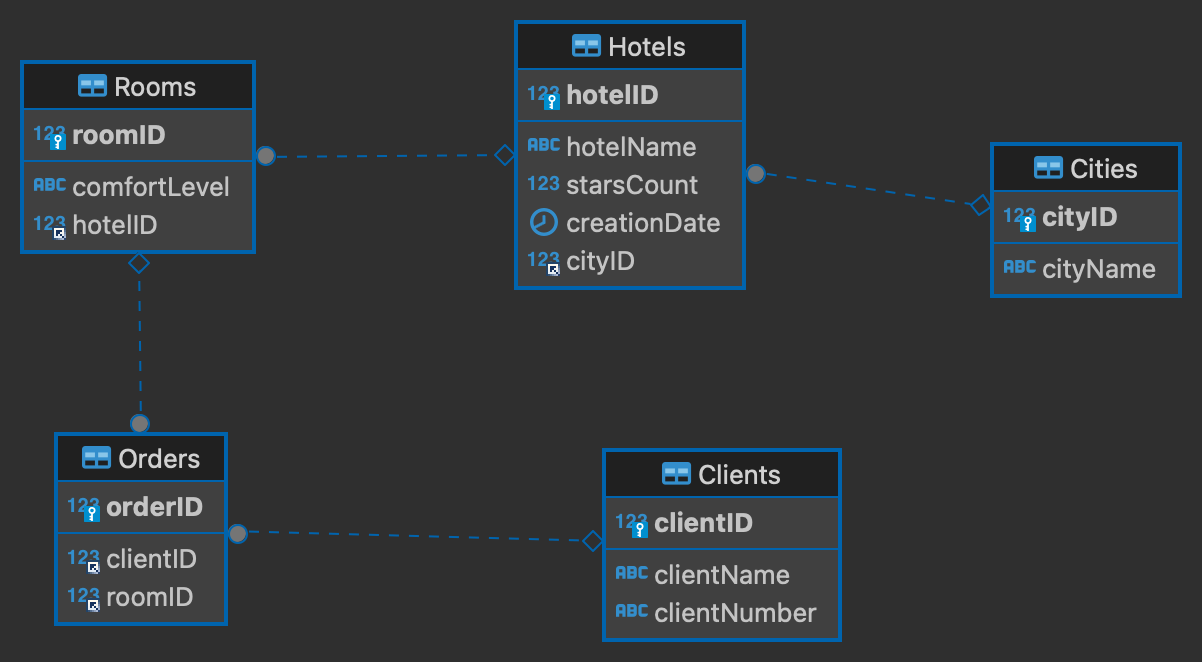 Rooms
123 roomID
ABC comfortLevel
123 hotelID
Hotels
123 hotelID
ABC hotelName
123 starsCount
creationDate
123 cityID
Cities
123 cityID
ABC cityName
Orders
123 orderID
123 clientID
123 roomID
Clients
123 clientID
ABC clientName
ABC clientNumber